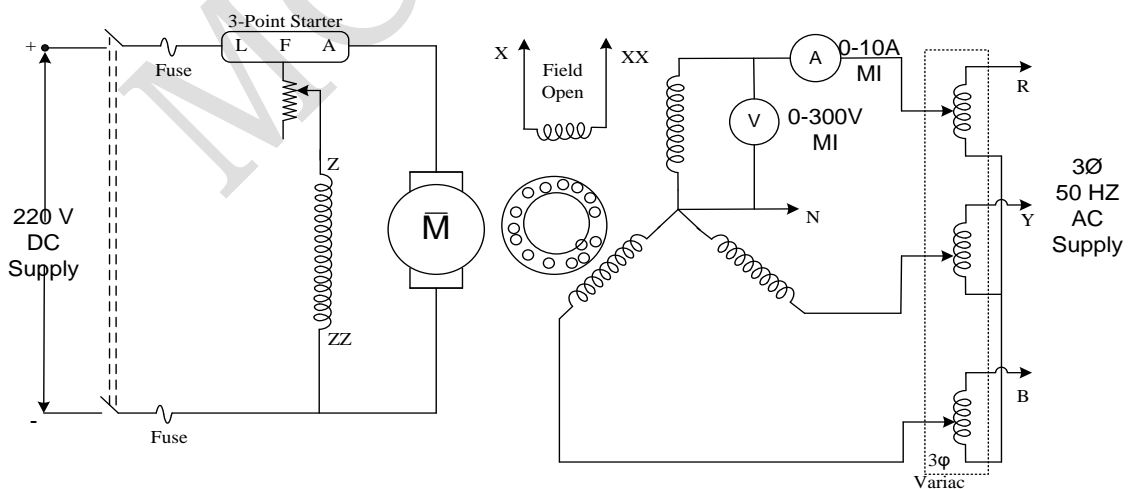 MC
3-Point Starter
+
L F A
Fuse
220 V
DC
Supply
-
Fuse
Z
ZZ
M
X
XX
Field
Open
A
0-10A
MI
V
0-300V
MI
N
R
Y
B
3Ø
50 HZ
AC
Supply
3φ
Variac